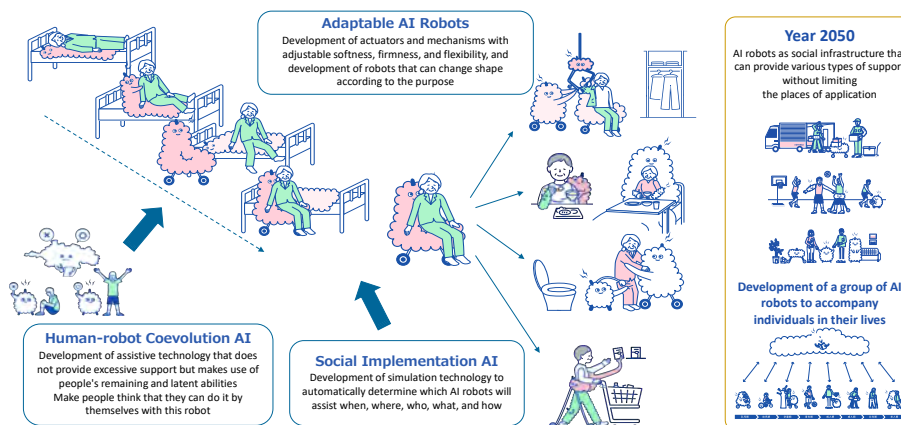 Adaptable AI Robots
Development of actuators and mechanisms with
adjustable softness, firmness, and flexibility, and
development of robots that can change shape
according to the purpose
Human-robot Coevolution AI
Development of assistive technology that does
not provide excessive support but makes use of
people's remaining and latent abilities
Make people think that they can do it by
themselves with this robot
Social Implementation AI
Development of simulation technology to
automatically determine which AI robots will
assist when, where, who, what, and how
Year 2050
AI robots as social infrastructure tha
can provide various types of suppor
without limiting
the places of application
Development of a group of AI
robots to accompany
individuals in their lives